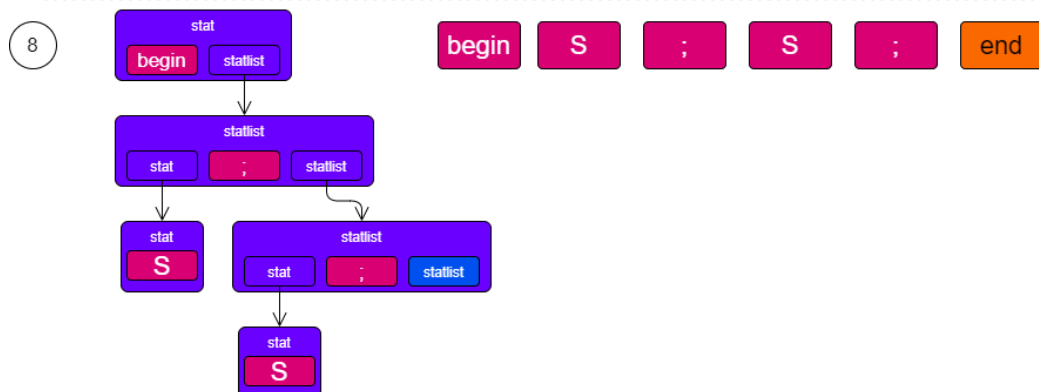 8
stat
begin statlist
begin S ; S ; end
statlist
stat ; statlist
stat
S
statlist
stat ; statlist
stat
S